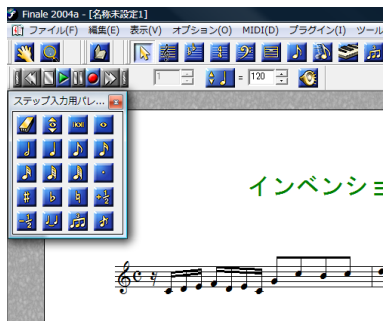 Finale 2004a - [名称未設定1]
ファイル(F) 編集(E) 表示(V) オプション(O) MIDI(D) プラグイン(I) ツール
1 = 120
ステップ入力用パレ...
インベンショ